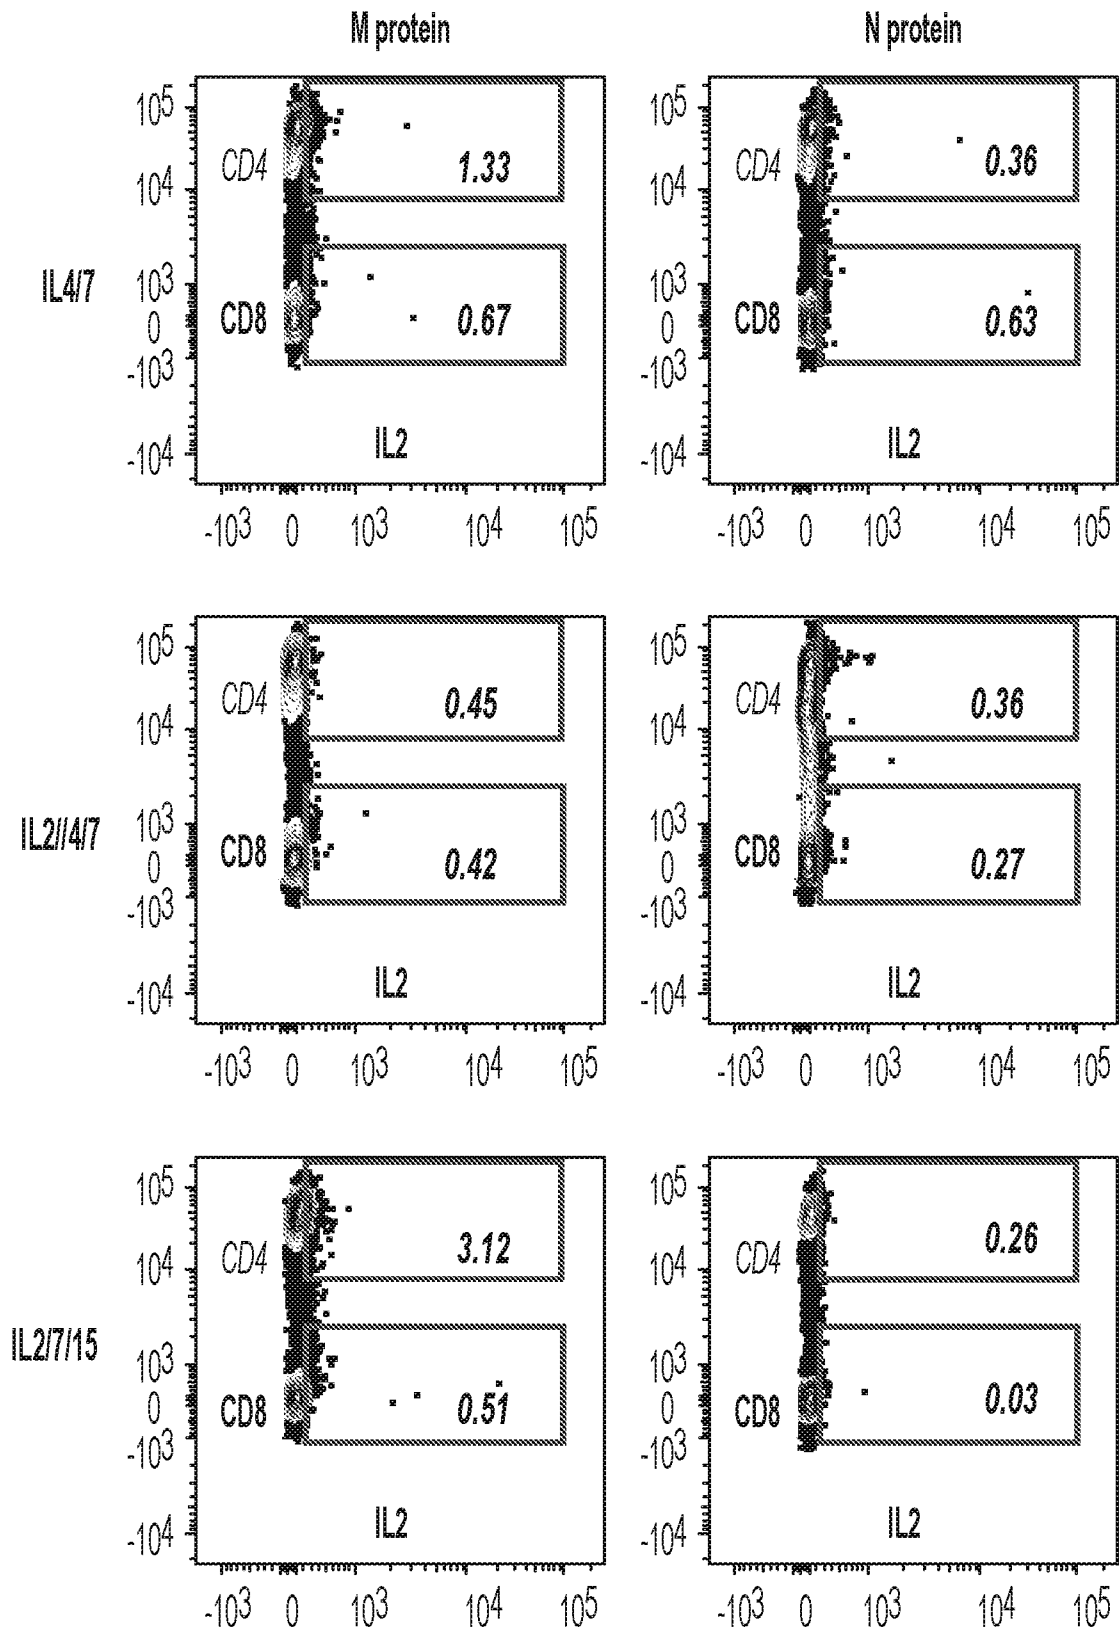 M protein N protein
10⁵ 10⁵
CD4 1.33 CD4 0.36
10⁴ 10⁴
IL4/7 10³ 10³
0 CD8 0.67 0 CD8 0.63
-10³ -10³
IL2 IL2
-10⁴ -10⁴
-10³ 0 10³ 10⁴ 10⁵ -10³ 0 10³ 10⁴ 10⁵
10⁵ 10⁵
CD4 0.45 CD4 0.36
10⁴ 10⁴
IL2//4/7 10³ 10³
0 CD8 0.42 0 CD8 0.27
-10³ -10³
IL2 IL2
-10⁴ -10⁴
-10³ 0 10³ 10⁴ 10⁵ -10³ 0 10³ 10⁴ 10⁵
10⁵ 10⁵
CD4 3.12 CD4 0.26
10⁴ 10⁴
IL2/7/15 10³ 10³
0 CD8 0.51 0 CD8 0.03
-10³ -10³
IL2 IL2
-10⁴ -10⁴
-10³ 0 10³ 10⁴ 10⁵ -10³ 0 10³ 10⁴ 10⁵